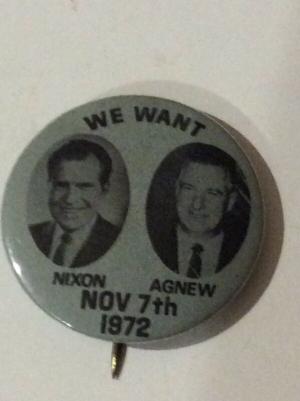 WE WANT
NIXON AGNEW
NOV 7th
1972